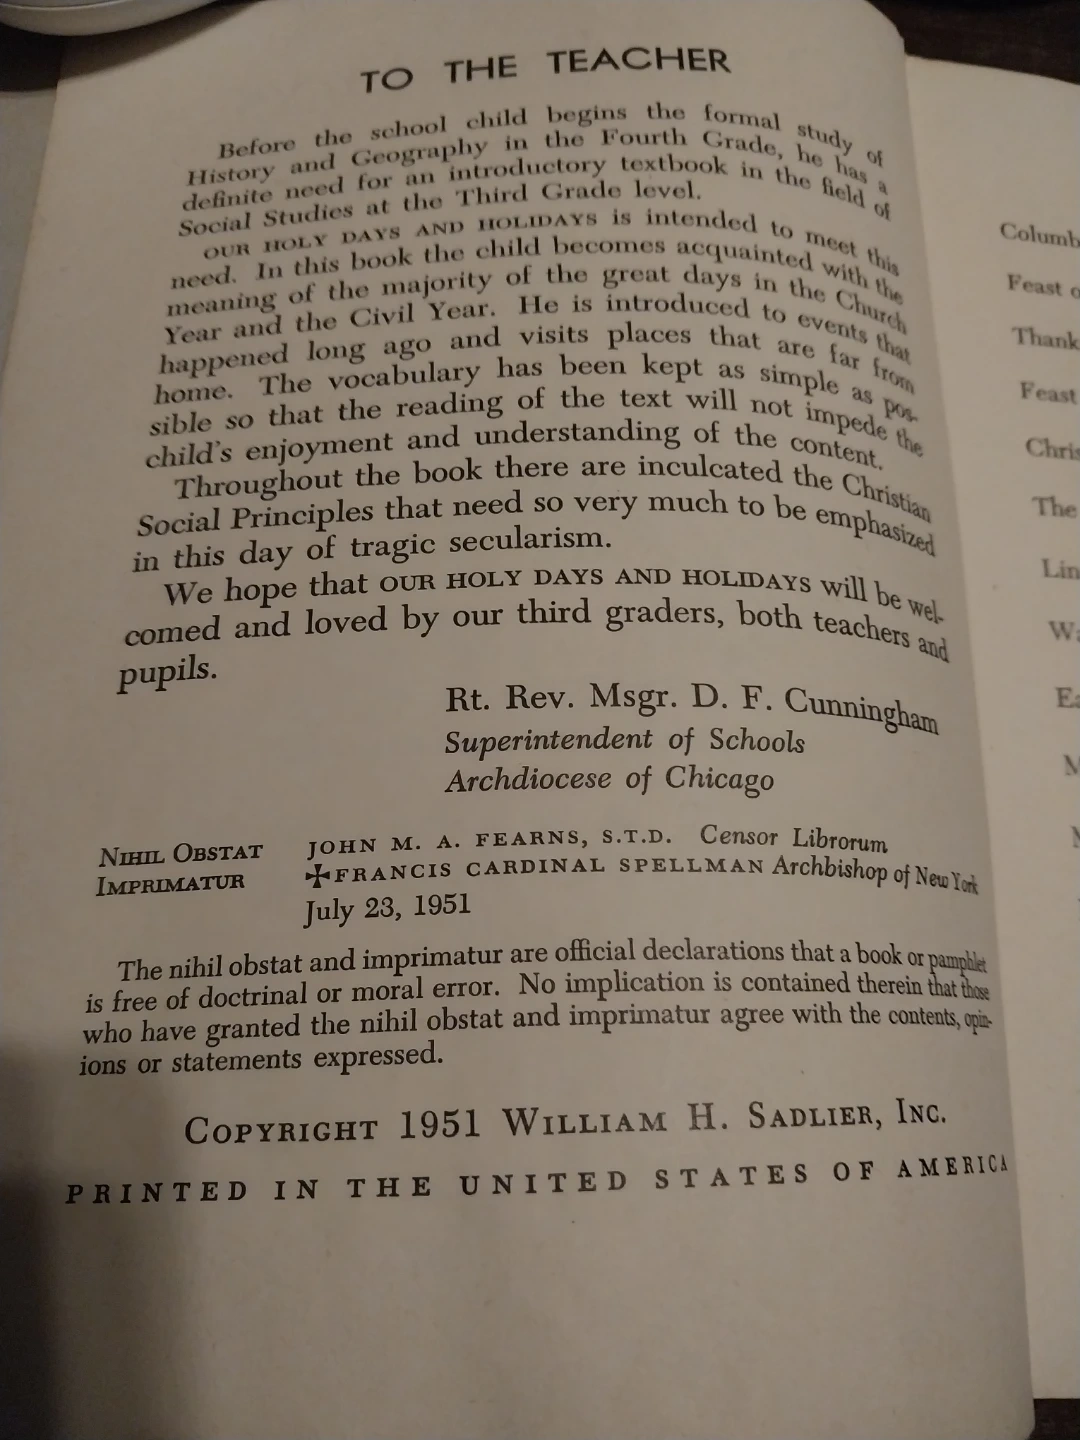 TO THE TEACHER
Before the school child begins the formal study of
History and Geography in the Fourth Grade, he has a
definite need for an introductory textbook in the field of
Social Studies at the Third Grade level.
OUR HOLY DAYS AND HOLIDAYS is intended to meet this
need. In this book the child becomes acquainted with the
meaning of the majority of the great days in the Church
Year and the Civil Year. He is introduced to events that
happened long ago and visits places that are far from
home. The vocabulary has been kept as simple as pos-
sible so that the reading of the text will not impede the
child's enjoyment and understanding of the content.
Throughout the book there are inculcated the Christian
Social Principles that need so very much to be emphasized
in this day of tragic secularism.
We hope that OUR HOLY DAYS AND HOLIDAYS will be wel-
comed and loved by our third graders, both teachers and
pupils.
Rt. Rev. Msgr. D. F. Cunningham
Superintendent of Schools
Archdiocese of Chicago
NIHIL OBSTAT JOHN M. A. FEARNS, S.T.D. Censor Librorum
IMPRIMATUR ✠FRANCIS CARDINAL SPELLMAN Archbishop of New York
July 23, 1951
The nihil obstat and imprimatur are official declarations that a book or pamphlet
is free of doctrinal or moral error. No implication is contained therein that those
who have granted the nihil obstat and imprimatur agree with the contents, opin-
ions or statements expressed.
COPYRIGHT 1951 WILLIAM H. SADLIER, INC.
PRINTED IN THE UNITED STATES OF AMERICA
Columb
Feast o
Thank
Feast
Chris
The
Lin
Wa
Ea
M